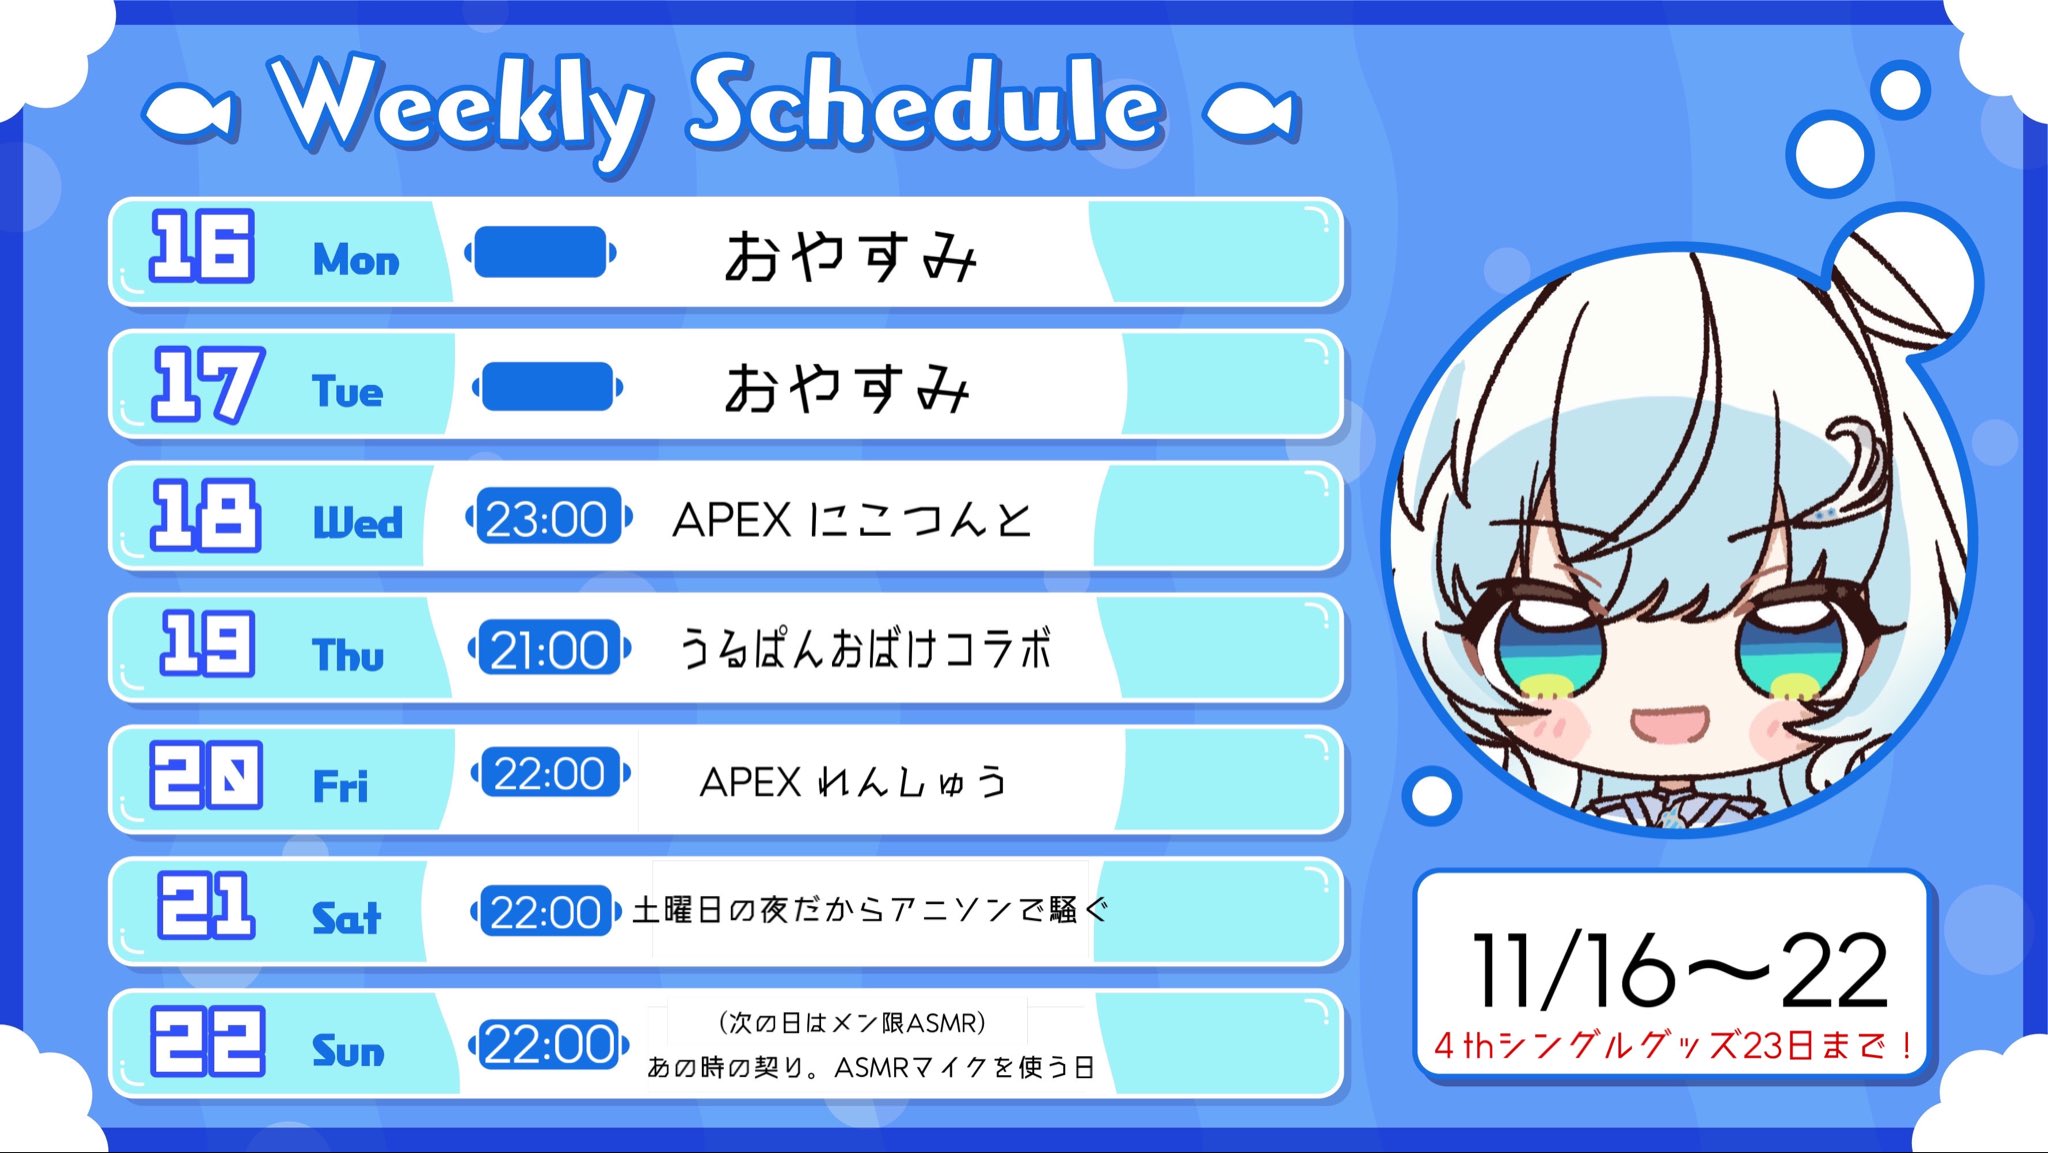 Weekly Schedule
16 Mon おやすみ
17 Tue おやすみ
18 Wed 23:00 APEX にこつんと
19 Thu 21:00 うるぱんおばけコラボ
20 Fri 22:00 APEX れんしゅう
21 Sat 22:00 土曜日の夜だからアニソンで騒ぐ
22 Sun 22:00 (次の日はメン限ASMR)
あの時の契り。ASMRマイクを使う日
11/16〜22
4thシングルグッズ23日まで!